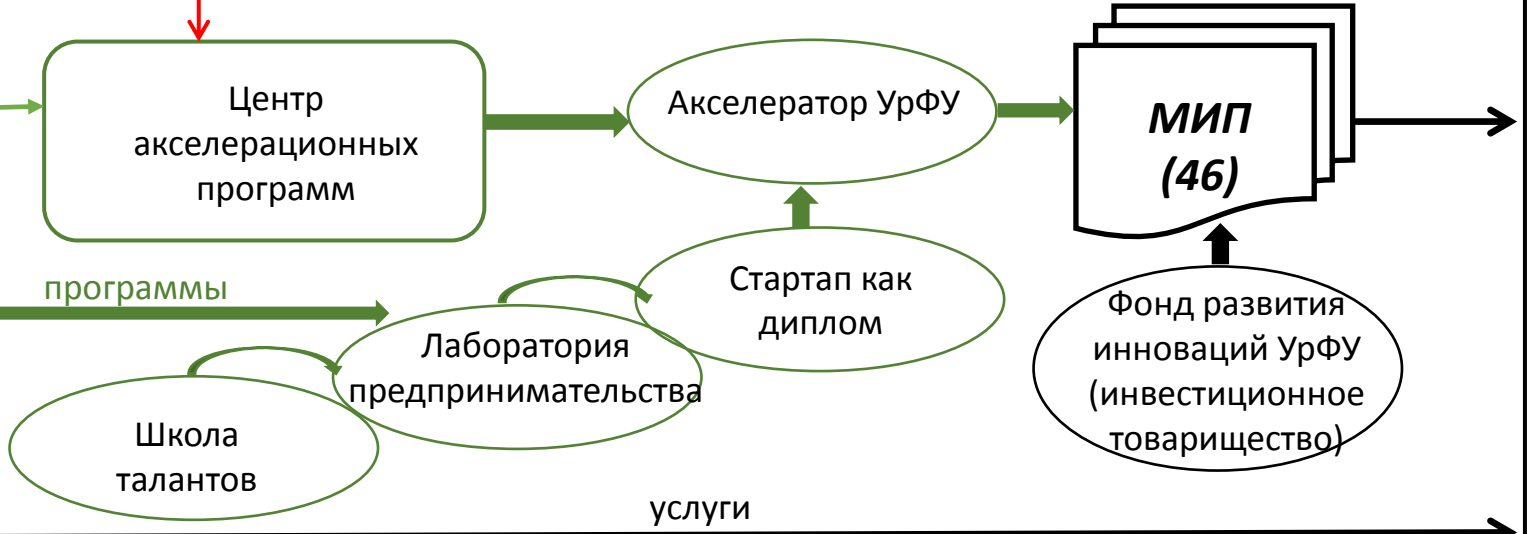 Центр
акселерационных
программ
Акселератор УрФУ
МИП
(46)
программы
Стартап как
диплом
Лаборатория
предпринимательства
Школа
талантов
Фонд развития
инноваций УрФУ
(инвестиционное
товарищество)
услуги